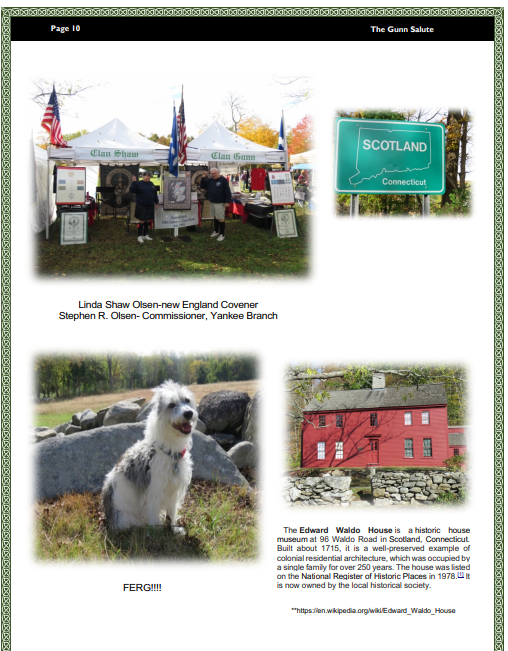 Page 10
The Gunn Salute
Clan Shaw
Clan Gunn
SCOTLAND
Connecticut
Linda Shaw Olsen-new England Covener
Stephen R. Olsen- Commissioner, Yankee Branch
FERG!!!!
The Edward Waldo House is a historic house
museum at 96 Waldo Road in Scotland, Connecticut.
Built about 1715, it is a well-preserved example of
colonial residential architecture, which was occupied by
a single family for over 250 years. The house was listed
on the National Register of Historic Places in 1978.[1] It
is now owned by the local historical society.
**https://en.wikipedia.org/wiki/Edward_Waldo_House